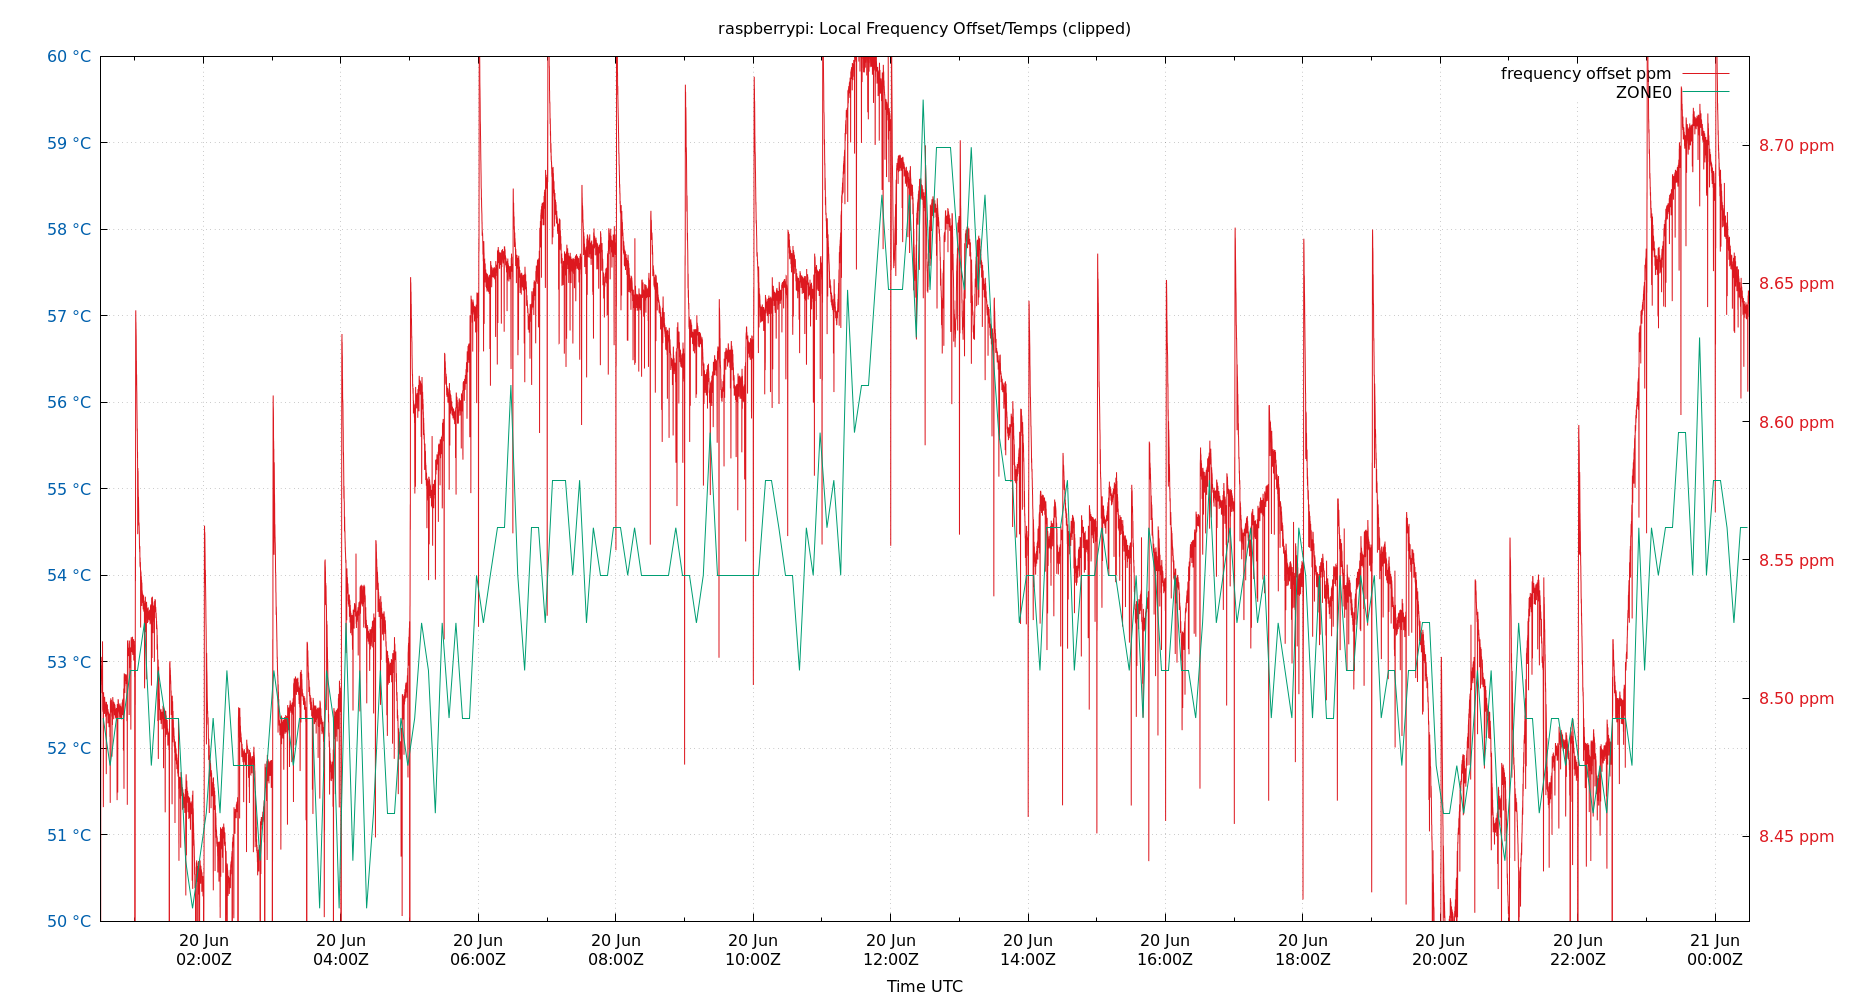 raspberrypi: Local Frequency Offset/Temps (clipped)
60 °C
59 °C
58 °C
57 °C
56 °C
55 °C
54 °C
53 °C
52 °C
51 °C
50 °C
frequency offset ppm
ZONE0
8.70 ppm
8.65 ppm
8.60 ppm
8.55 ppm
8.50 ppm
8.45 ppm
20 Jun 20 Jun 20 Jun 20 Jun 20 Jun 20 Jun 20 Jun 20 Jun 20 Jun 20 Jun 20 Jun 21 Jun
02:00Z 04:00Z 06:00Z 08:00Z 10:00Z 12:00Z 14:00Z 16:00Z 18:00Z 20:00Z 22:00Z 00:00Z
Time UTC